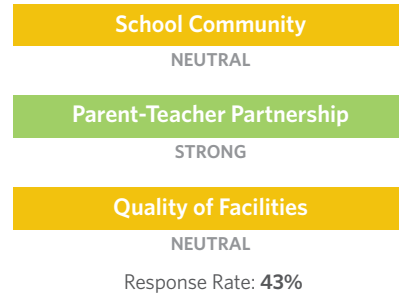 School Community
NEUTRAL
Parent-Teacher Partnership
STRONG
Quality of Facilities
NEUTRAL
Response Rate: 43%